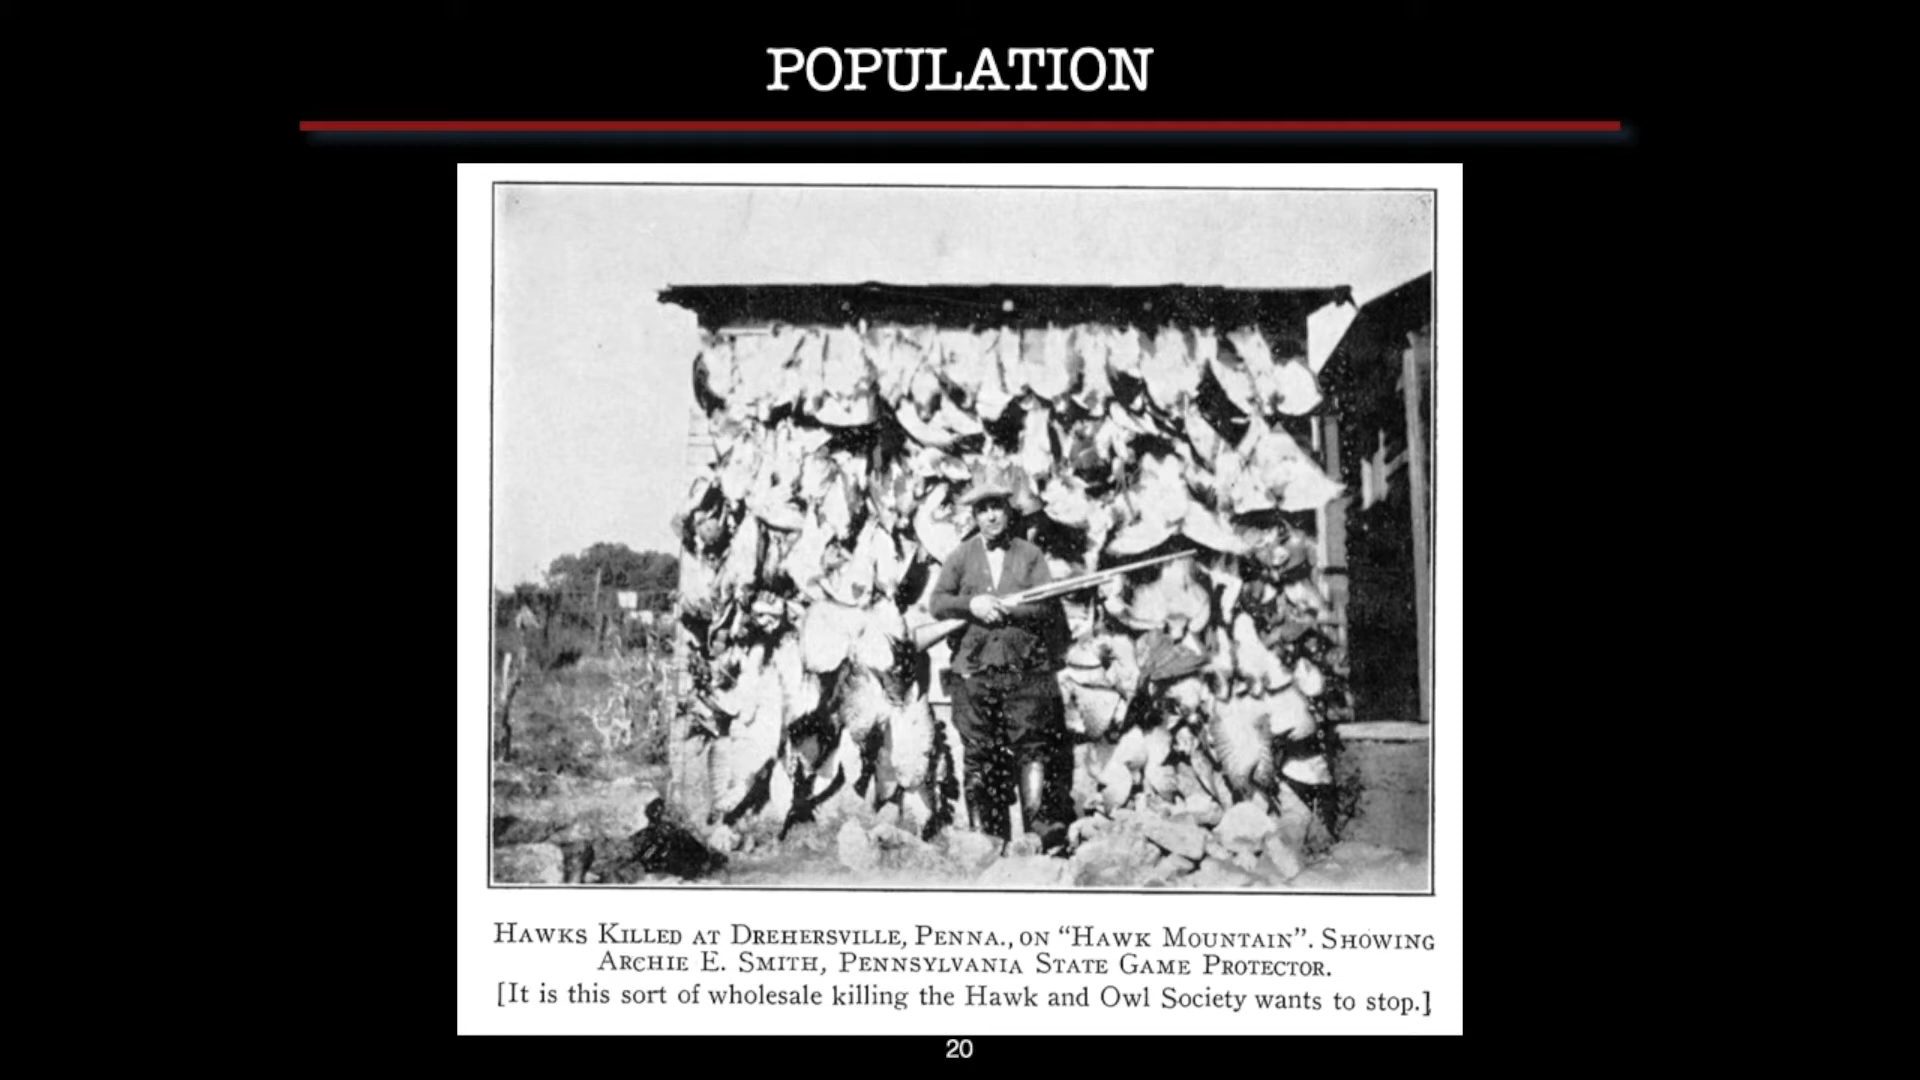 POPULATION
HAWKS KILLED AT DREHERSVILLE, PENNA., ON “HAWK MOUNTAIN”. SHOWING
ARCHIE E. SMITH, PENNSYLVANIA STATE GAME PROTECTOR.
[It is this sort of wholesale killing the Hawk and Owl Society wants to stop.]
20